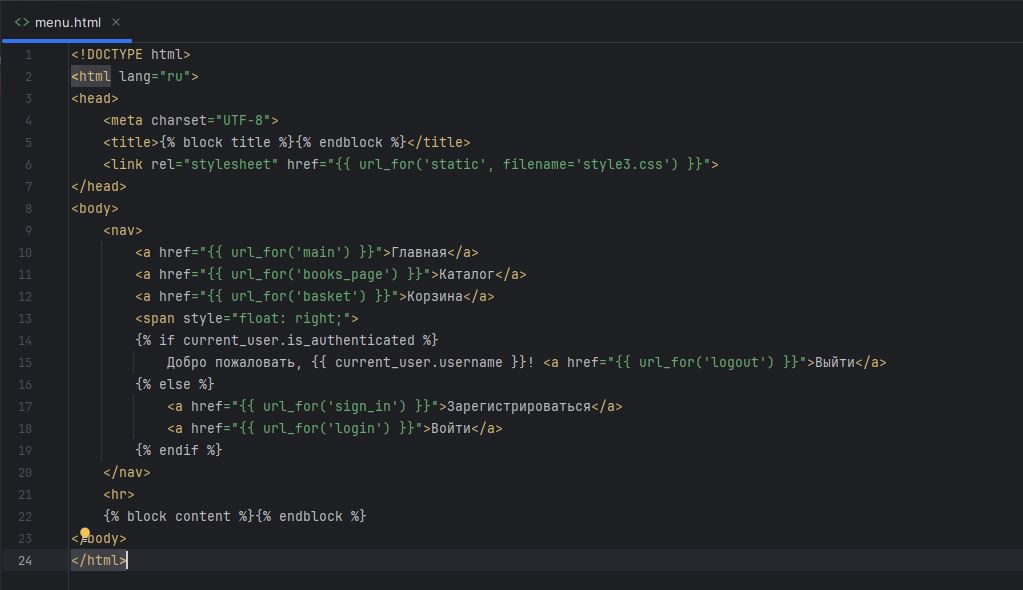 <> menu.html ×
1 <!DOCTYPE html>
2 <html lang="ru">
3 <head>
4     <meta charset="UTF-8">
5     <title>{% block title %}{% endblock %}</title>
6     <link rel="stylesheet" href="{{ url_for('static', filename='style3.css') }}">
7 </head>
8 <body>
9     <nav>
10         <a href="{{ url_for('main') }}">Главная</a>
11         <a href="{{ url_for('books_page') }}">Каталог</a>
12         <a href="{{ url_for('basket') }}">Корзина</a>
13         <span style="float: right;">
14         {% if current_user.is_authenticated %}
15             Добро пожаловать, {{ current_user.username }}! <a href="{{ url_for('logout') }}">Выйти</a>
16         {% else %}
17             <a href="{{ url_for('sign_in') }}">Зарегистрироваться</a>
18             <a href="{{ url_for('login') }}">Войти</a>
19         {% endif %}
20     </nav>
21     <hr>
22     {% block content %}{% endblock %}
23 </body>
24 </html>